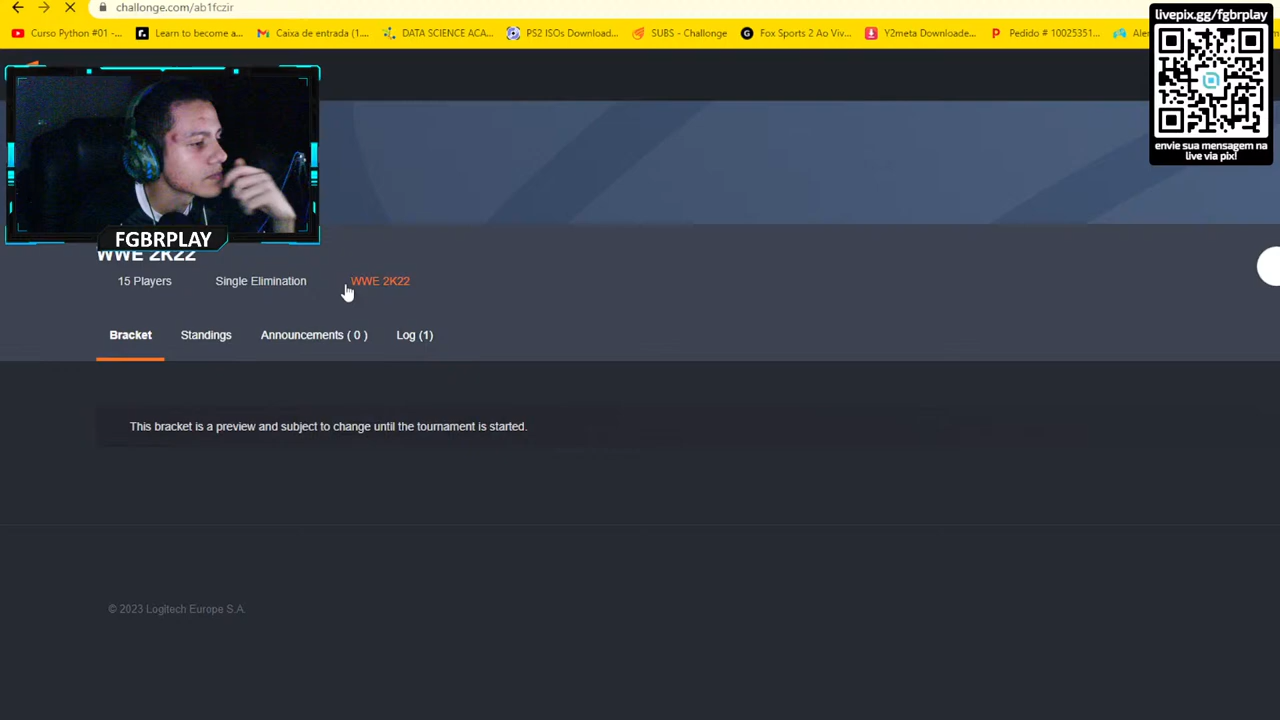 challonge.com/ab1fczir
livepix.gg/fgbrplay
Curso Python #01 -... Learn to become a... Caixa de entrada (1.... DATA SCIENCE ACA... PS2 ISOs Download... SUBS - Challonge Fox Sports 2 Ao Viv... Y2meta Downloade... Pedido # 10025351...
envie sua mensagem na
live via pix!
FGBRPLAY
WWE 2K22
15 Players Single Elimination WWE 2K22
Bracket Standings Announcements ( 0 ) Log (1)
This bracket is a preview and subject to change until the tournament is started.
© 2023 Logitech Europe S.A.